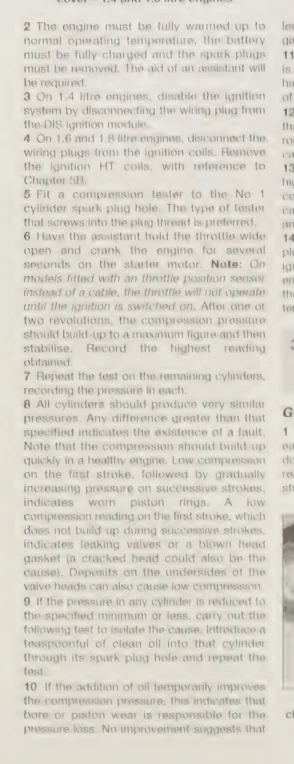 2 The engine must be fully warmed up to
normal operating temperature, the battery
must be fully charged and the spark plugs
must be removed. The aid of an assistant will
be required.
3 On 1.4 litre engines, disable the ignition
system by disconnecting the wiring plug from
the DIS ignition module.
4 On 1.6 and 1.8 litre engines, disconnect the
wiring plugs from the ignition coils. Remove
the ignition HT coils, with reference to
Chapter 5B.
5 Fit a compression tester to the No 1
cylinder spark plug hole. The type of tester
that screws into the plug thread is preferred.
6 Have the assistant hold the throttle wide
open and crank the engine for several
seconds on the starter motor. Note: On
models fitted with an throttle position sensor
instead of a cable, the throttle will not operate
until the ignition is switched on. After one or
two revolutions, the compression pressure
should build-up to a maximum figure and then
stabilise. Record the highest reading
obtained.
7 Repeat the test on the remaining cylinders,
recording the pressure in each.
8 All cylinders should produce very similar
pressures. Any difference greater than that
specified indicates the existence of a fault.
Note that the compression should build up
quickly in a healthy engine. Low compression
on the first stroke, followed by gradually
increasing pressure on successive strokes,
indicates worn piston rings. A low
compression reading on the first stroke, which
does not build up during successive strokes,
indicates leaking valves or a blown head
gasket (a cracked head could also be the
cause). Deposits on the undersides of the
valve heads can also cause low compression.
9 If the pressure in any cylinder is reduced to
the specified minimum or less, carry out the
following test to isolate the cause. Introduce a
teaspoonful of clean oil into that cylinder
through its spark plug hole and repeat the
test.
10 If the addition of oil temporarily improves
the compression pressure, this indicates that
bore or piston wear is responsible for the
pressure loss. No improvement suggests that
11
is
12
13
14
G
1